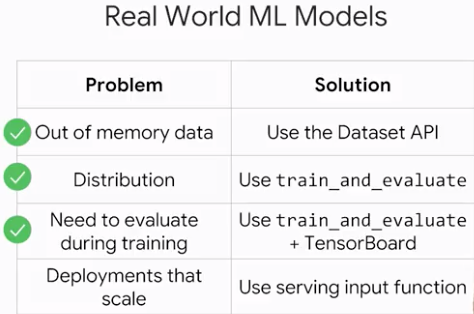 Real World ML Models
Problem
Solution
Out of memory data
Use the Dataset API
Distribution
Use train_and_evaluate
Need to evaluate
during training
Use train_and_evaluate
+ TensorBoard
Deployments that
scale
Use serving input function